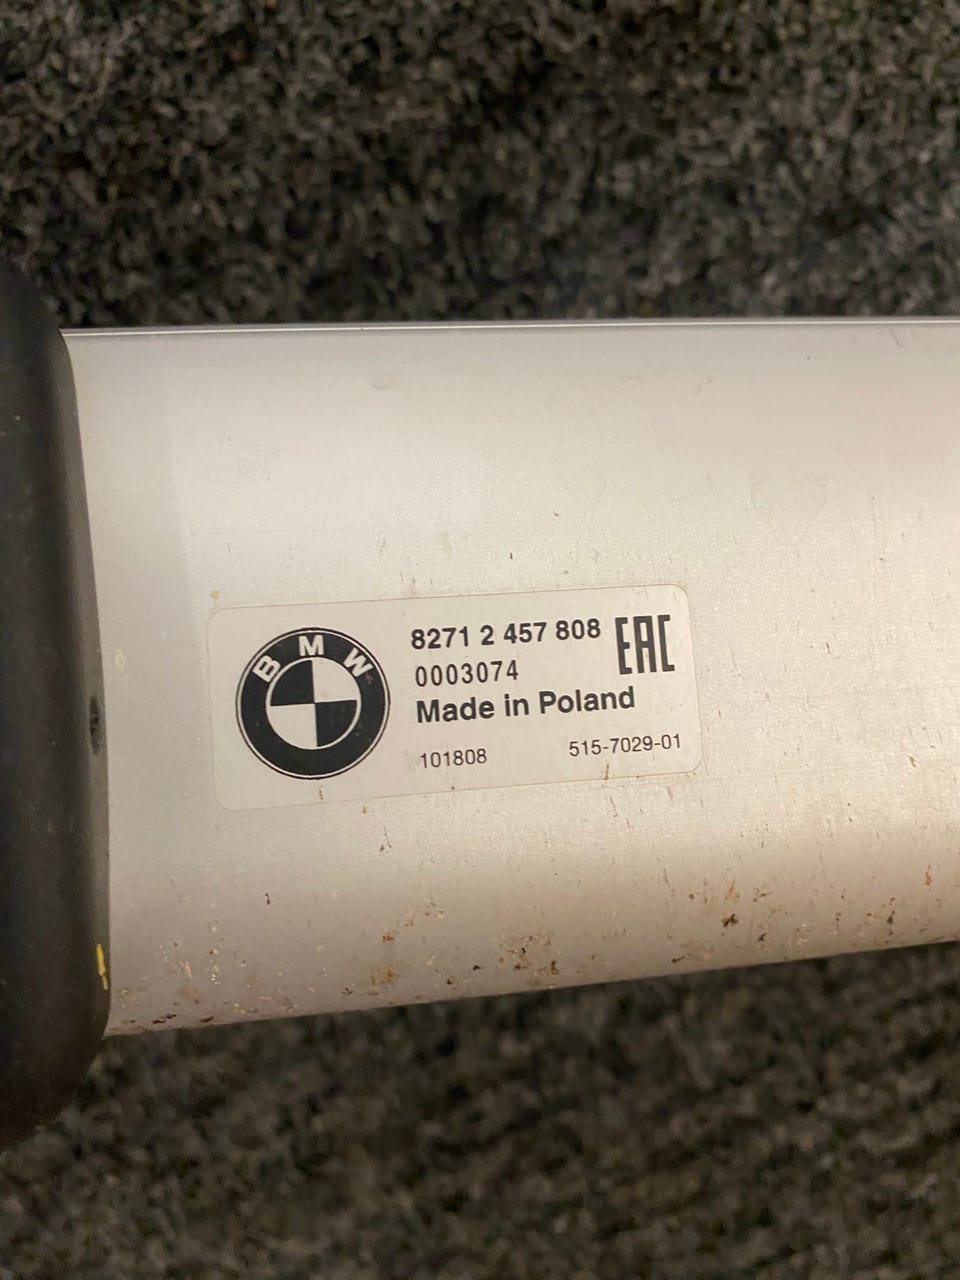 BMW
8271 2 457 808 EAC
0003074
Made in Poland
101808 515-7029-01